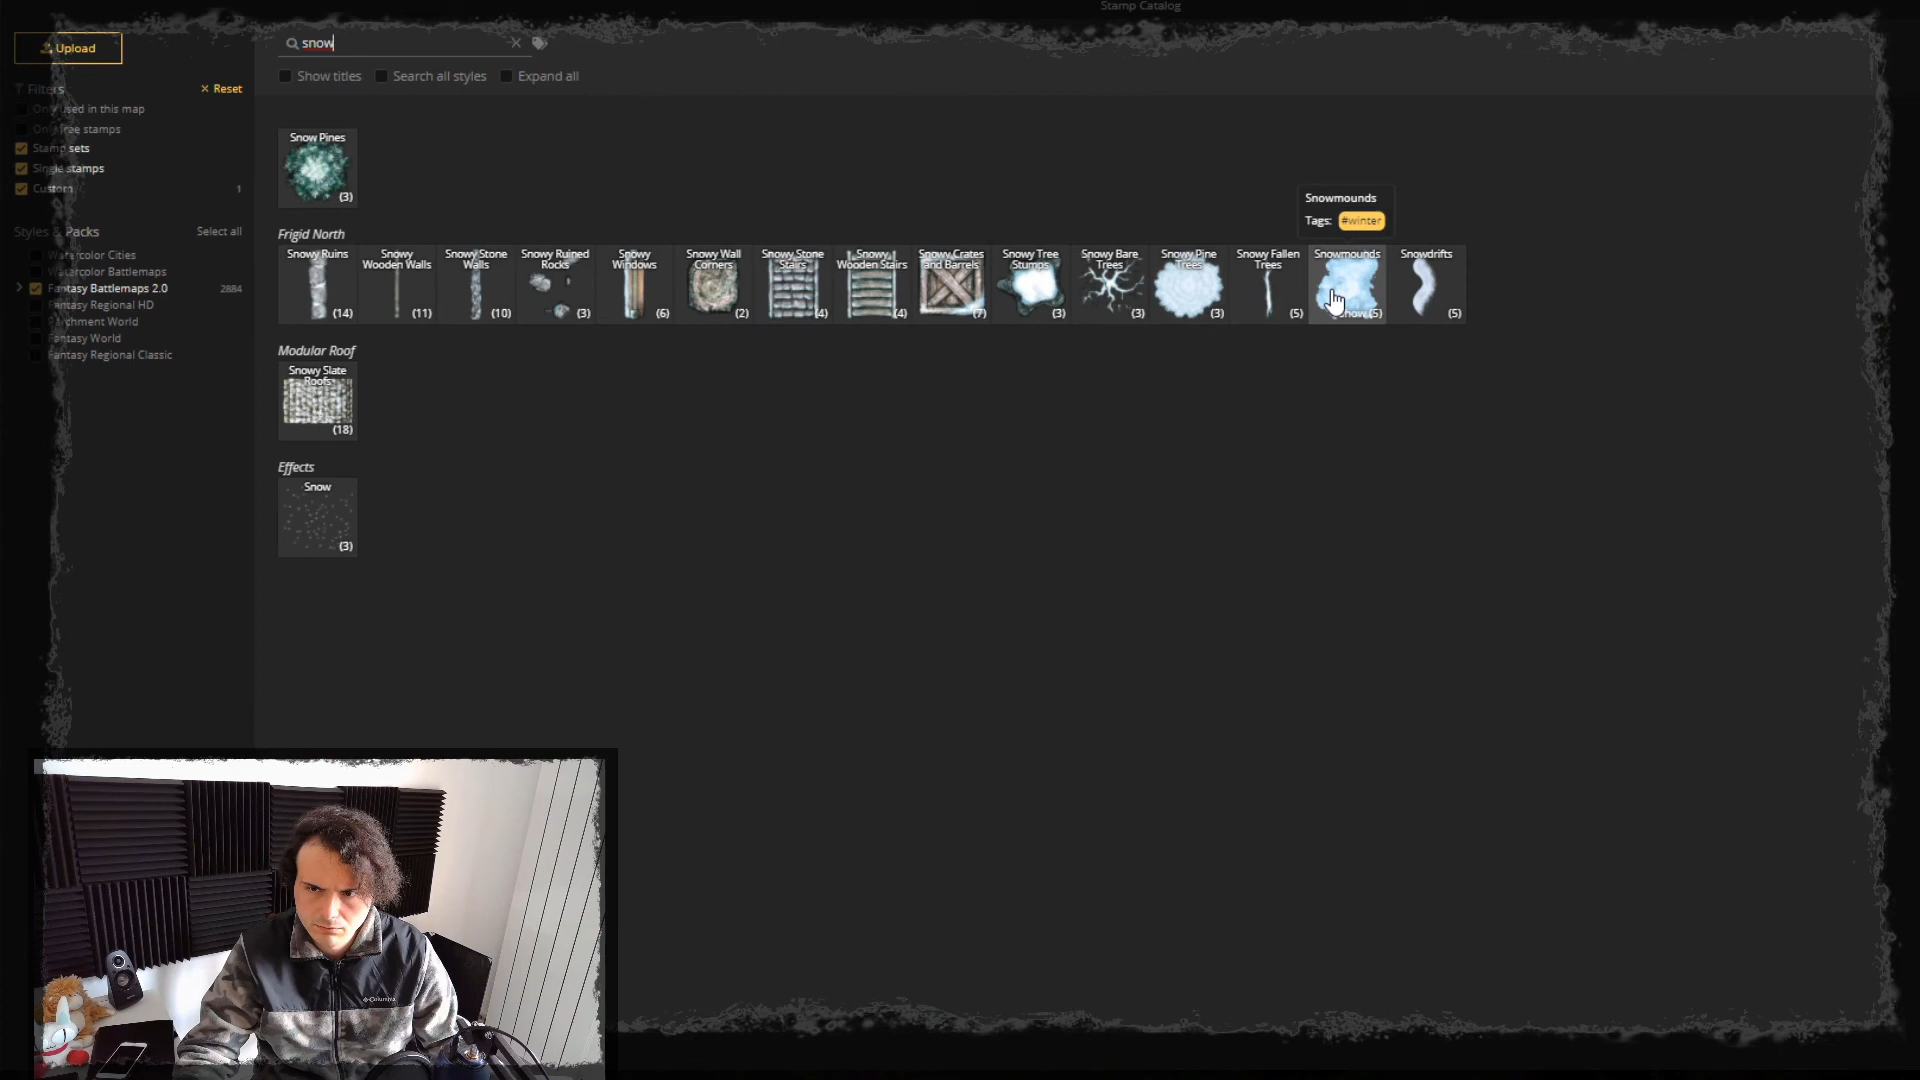 Stamp Catalog
Upload
snow
Show titles
Search all styles
Expand all
Filters
Reset
Only used in this map
Only free stamps
Stamp sets
Single stamps
Custom 1
Styles & Packs
Select all
Watercolor Cities
Watercolor Battlemaps
Fantasy Battlemaps 2.0 2884
Fantasy Regional HD
Parchment World
Fantasy World
Fantasy Regional Classic
Snow Pines
(3)
Snowmounds
Tags: #winter
Frigid North
Snowy Ruins
(14)
Snowy
Wooden Walls
(11)
Snowy Stone
Walls
(10)
Snowy Ruined
Rocks
(3)
Snowy
Windows
(6)
Snowy Wall
Corners
(2)
Snowy Stone
Stairs
(4)
Snowy
Wooden Stairs
(4)
Snowy Crates
and Barrels
(7)
Snowy Tree
Stumps
(3)
Snowy Bare
Trees
(3)
Snowy Pine
Trees
(3)
Snowy Fallen
Trees
(5)
Snowmounds
Show (5)
Snowdrifts
(5)
Modular Roof
Snowy Slate
Roofs
(18)
Effects
Snow
(3)
Columbia